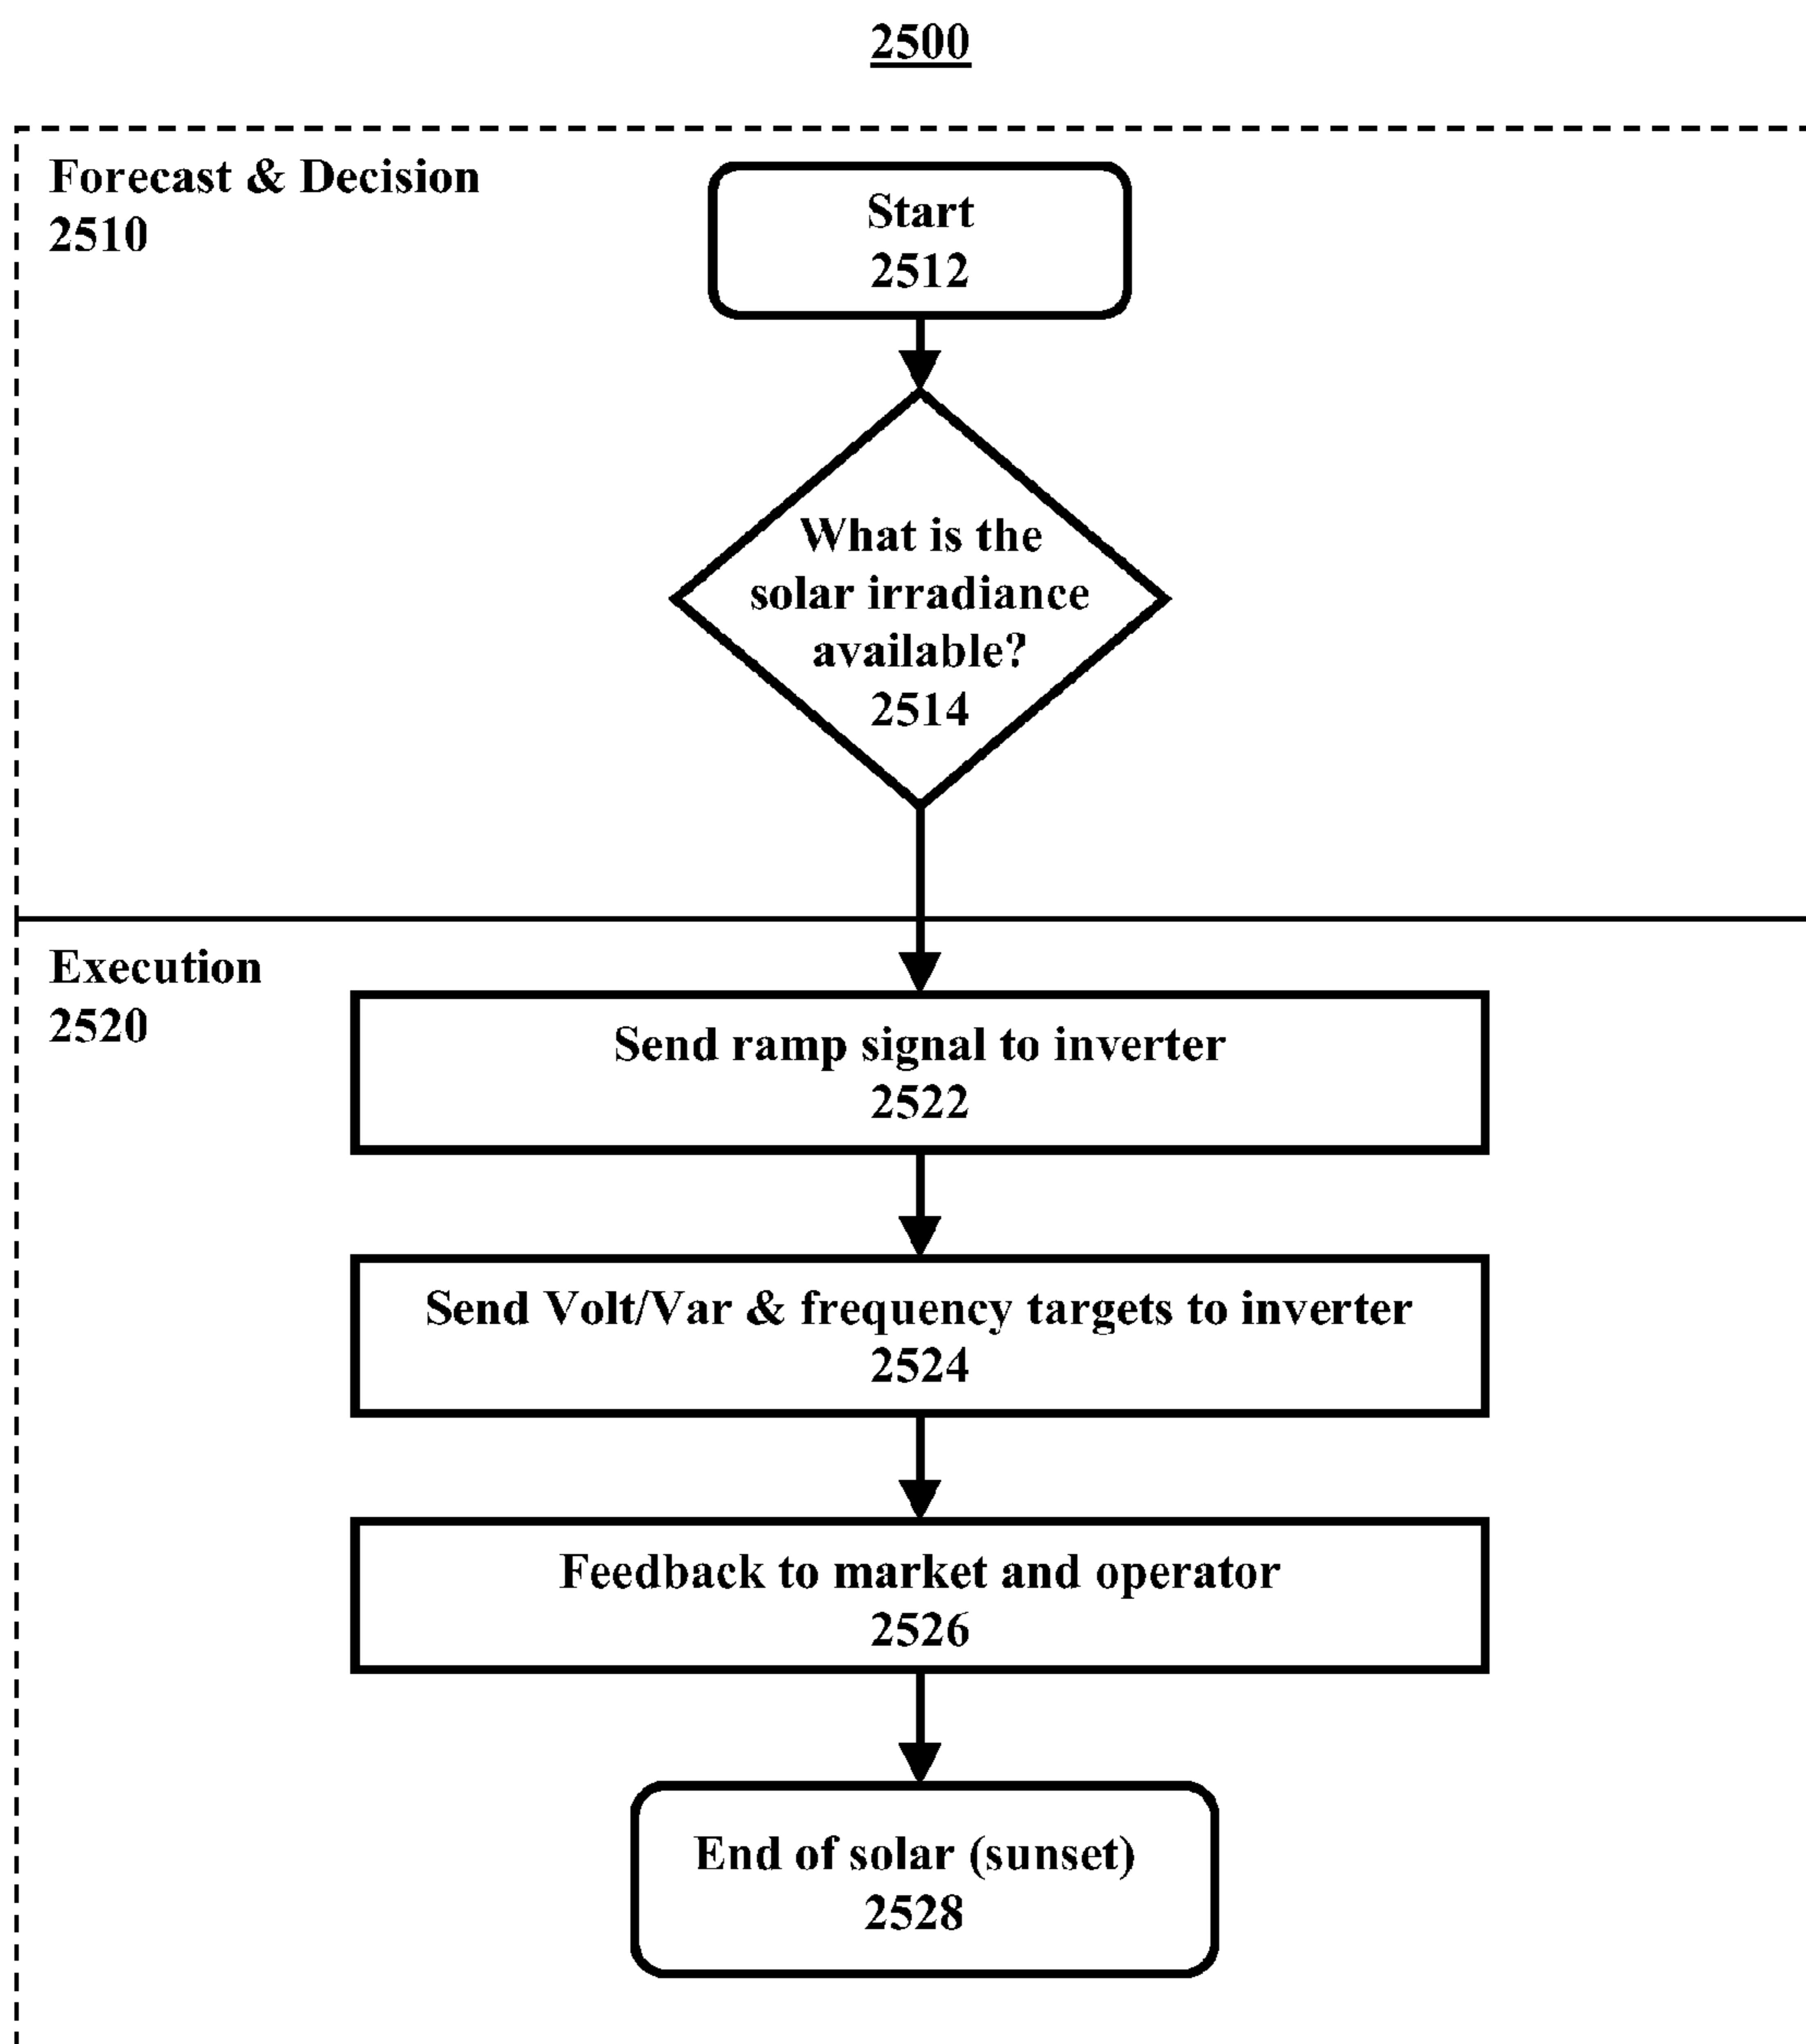 2500
Forecast & Decision
2510
Start
2512
What is the
solar irradiance
available?
2514
Execution
2520
Send ramp signal to inverter
2522
Send Volt/Var & frequency targets to inverter
2524
Feedback to market and operator
2526
End of solar (sunset)
2528